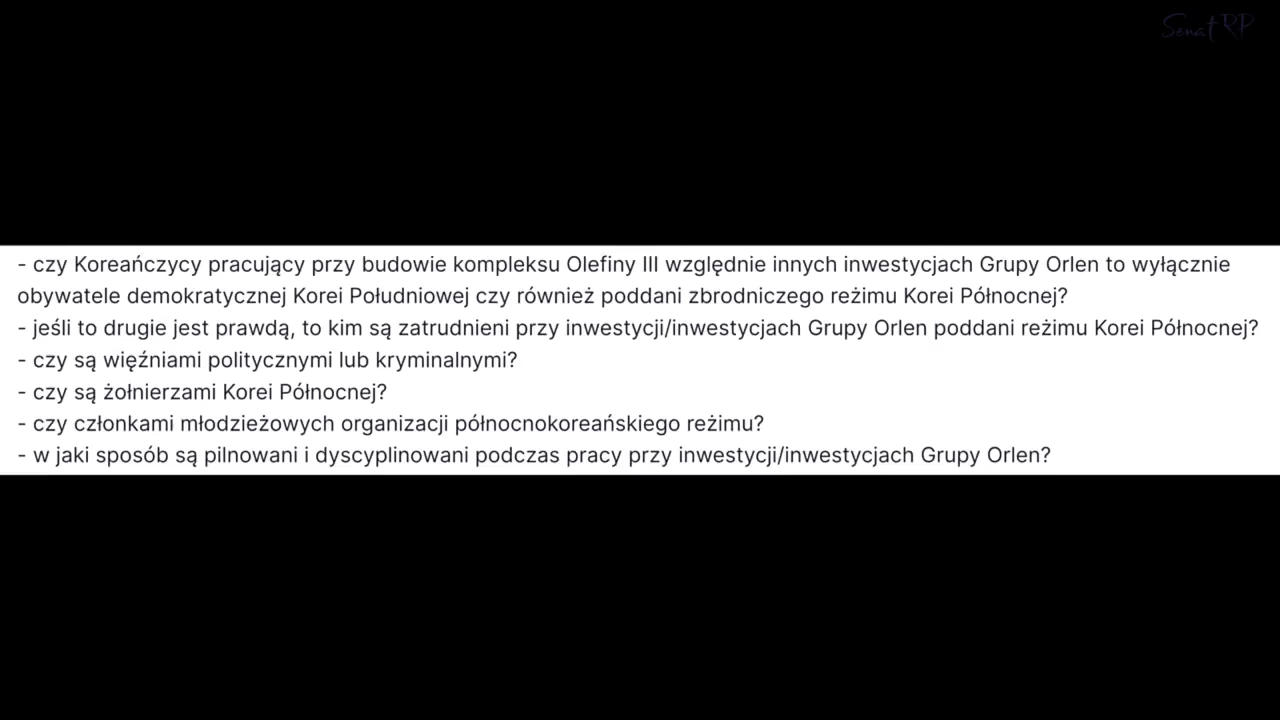 Senat RP
- czy Koreańczycy pracujący przy budowie kompleksu Olefiny III względnie innych inwestycjach Grupy Orlen to wyłącznie
obywatele demokratycznej Korei Południowej czy również poddani zbrodniczego reżimu Korei Północnej?
- jeśli to drugie jest prawdą, to kim są zatrudnieni przy inwestycji/inwestycjach Grupy Orlen poddani reżimu Korei Północnej?
- czy są więźniami politycznymi lub kryminalnymi?
- czy są żołnierzami Korei Północnej?
- czy członkami młodzieżowych organizacji północnokoreańskiego reżimu?
- w jaki sposób są pilnowani i dyscyplinowani podczas pracy przy inwestycji/inwestycjach Grupy Orlen?